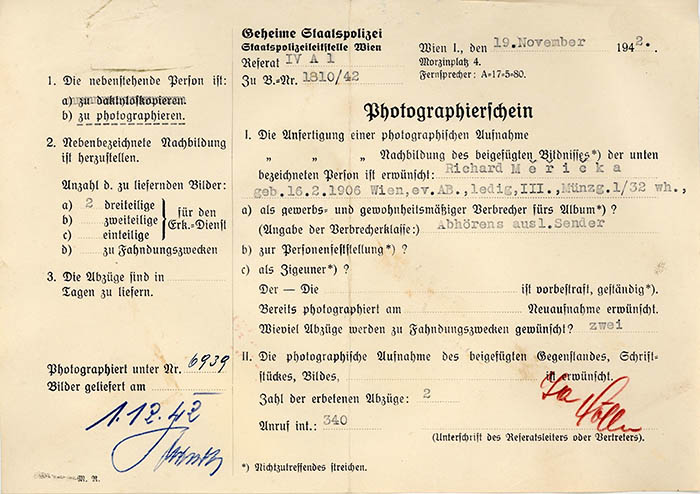 Geheime Staatspolizei
Staatspolizeileitstelle Wien
Referat IV A 1
Zu B.-Nr. 1810/42
Wien I., den 19. November 1942.
Morzinplatz 4.
Fernsprecher: A=17=5=80.
1. Die nebenstehende Person ist:
a) zu daktyloskopieren.
b) zu photographieren.
2. Nebenbezeichnete Nachbildung
ist herzustellen.
Anzahl d. zu liefernden Bilder:
a) 2 dreiteilige
b) zweiteilige
c) einteilige
für den
Erk.=Dienst
d) zu Fahndungszwecken
3. Die Abzüge sind in
Tagen zu liefern.
Photographiert unter Nr. 6939
Bilder geliefert am
1.12.42
M. R.
Photographierschein
I. Die Anfertigung einer photographischen Aufnahme
" " " Nachbildung des beigefügten Bildnisses*) der unten
bezeichneten Person ist erwünscht: Richard Mericka
geb.16.2.1906 Wien,ev.AB.,ledig,III.,Münzg.1/32 wh.,
a) als gewerbs= und gewohnheitsmäßiger Verbrecher fürs Album*) ?
(Angabe der Verbrecherklasse:) Abhörens ausl.Sender
b) zur Personenfeststellung*) ?
c) als Zigeuner*) ?
Der — Die ist vorbestraft, geständig*).
Bereits photographiert am Neuaufnahme erwünscht.
Wieviel Abzüge werden zu Fahndungszwecken gewünscht? zwei
II. Die photographische Aufnahme des beigefügten Gegenstandes, Schrift=
stückes, Bildes, ist erwünscht.
Zahl der erbetenen Abzüge: 2
Anruf int.: 340
(Unterschrift des Referatsleiters oder Vertreters).
*) Nichtzutreffendes streichen.